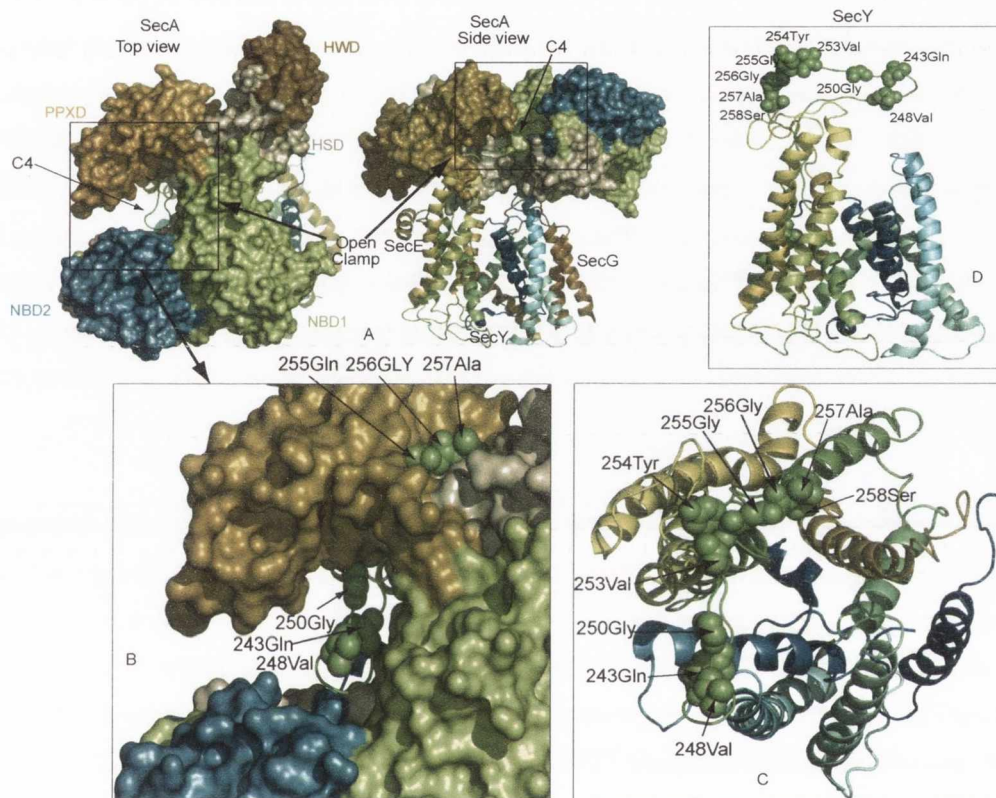 SecA
Top view
HWD
PPXD
HSD
C4
NBD2
NBD1
A
SecA
Side view
C4
Open
Clamp
SecE
SecG
SecY
SecY
254Tyr
253Val
255Gly
243Gln
256Gly
250Gly
257Ala
258Ser
248Val
D
255Gln 256GLY 257Ala
250Gly
243Gln
248Val
B
256Gly
257Ala
255Gly
254Tyr
258Ser
253Val
250Gly
243Gln
248Val
C